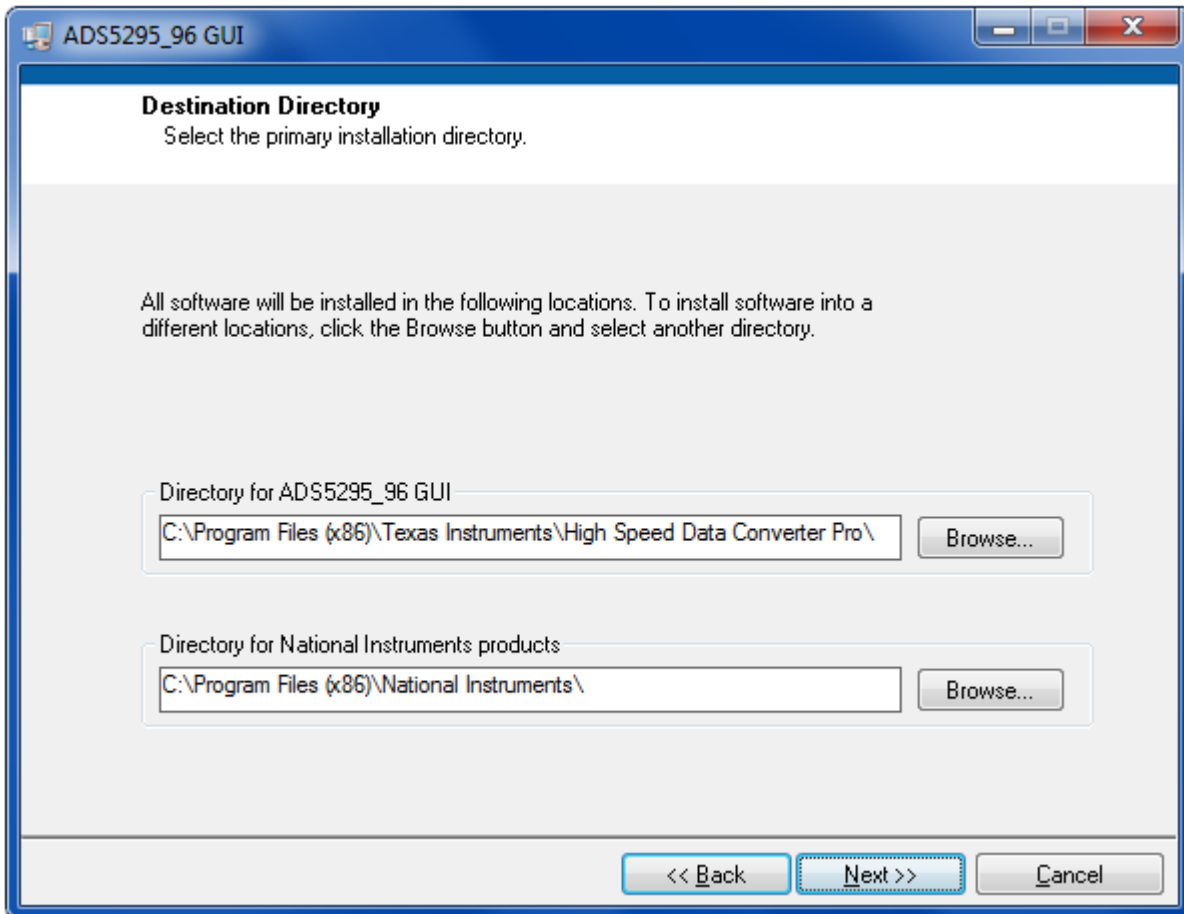 ADS5295_96 GUI
Destination Directory
Select the primary installation directory.
All software will be installed in the following locations. To install software into a
different locations, click the Browse button and select another directory.
Directory for ADS5295_96 GUI
C:\Program Files (x86)\Texas Instruments\High Speed Data Converter Pro\
Browse...
Directory for National Instruments products
C:\Program Files (x86)\National Instruments\
Browse...
<< Back
Next >>
Cancel